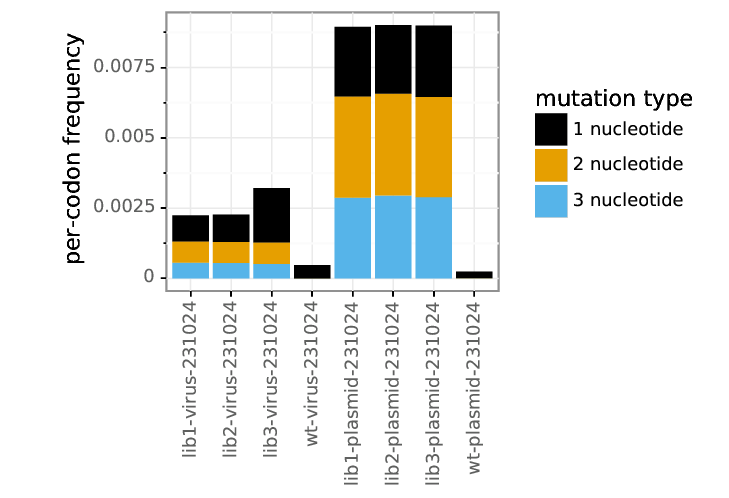 per-codon frequency
0.0075
0.005
0.0025
0
lib1-virus-231024
lib2-virus-231024
lib3-virus-231024
wt-virus-231024
lib1-plasmid-231024
lib2-plasmid-231024
lib3-plasmid-231024
wt-plasmid-231024
mutation type
1 nucleotide
2 nucleotide
3 nucleotide